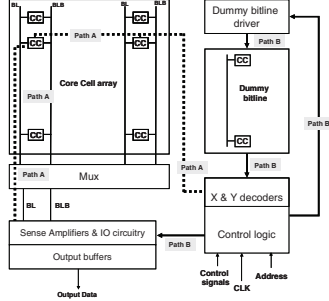 BL
BLB
BL
BLB
CC
CC
Path A
CC
CC
Core Cell array
Path A
Path A
CC
CC
Path A
Mux
Path A
BL
BLB
Sense Amplifiers & IO circuitry
Output buffers
Output Data
Dummy bitline
driver
Path B
CC
Dummy
bitline
CC
Path B
Path B
X & Y decoders
Control logic
Path B
Control
signals
CLK
Address